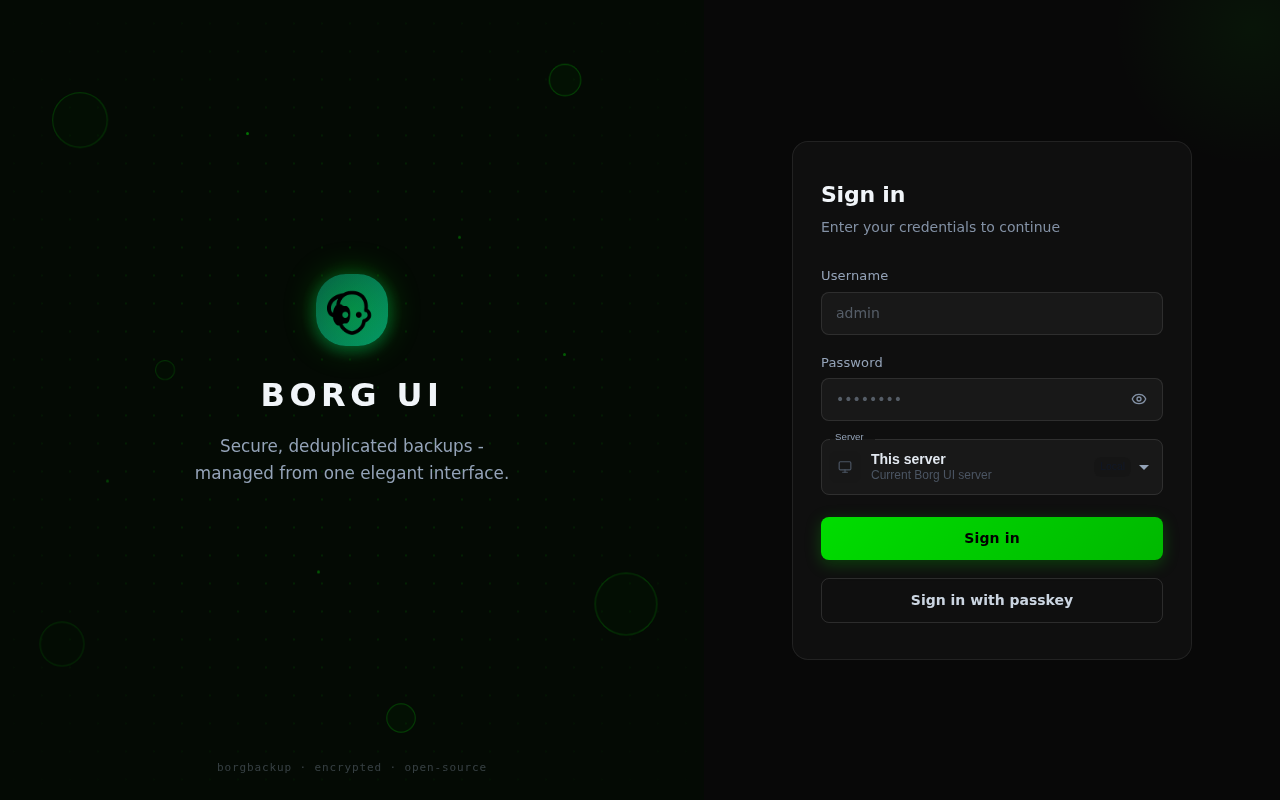 BORG UI
Secure, deduplicated backups -
managed from one elegant interface.
borgbackup · encrypted · open-source
Sign in
Enter your credentials to continue
Username
admin
Password
••••••••
Server
This server
Current Borg UI server
Sign in
Sign in with passkey